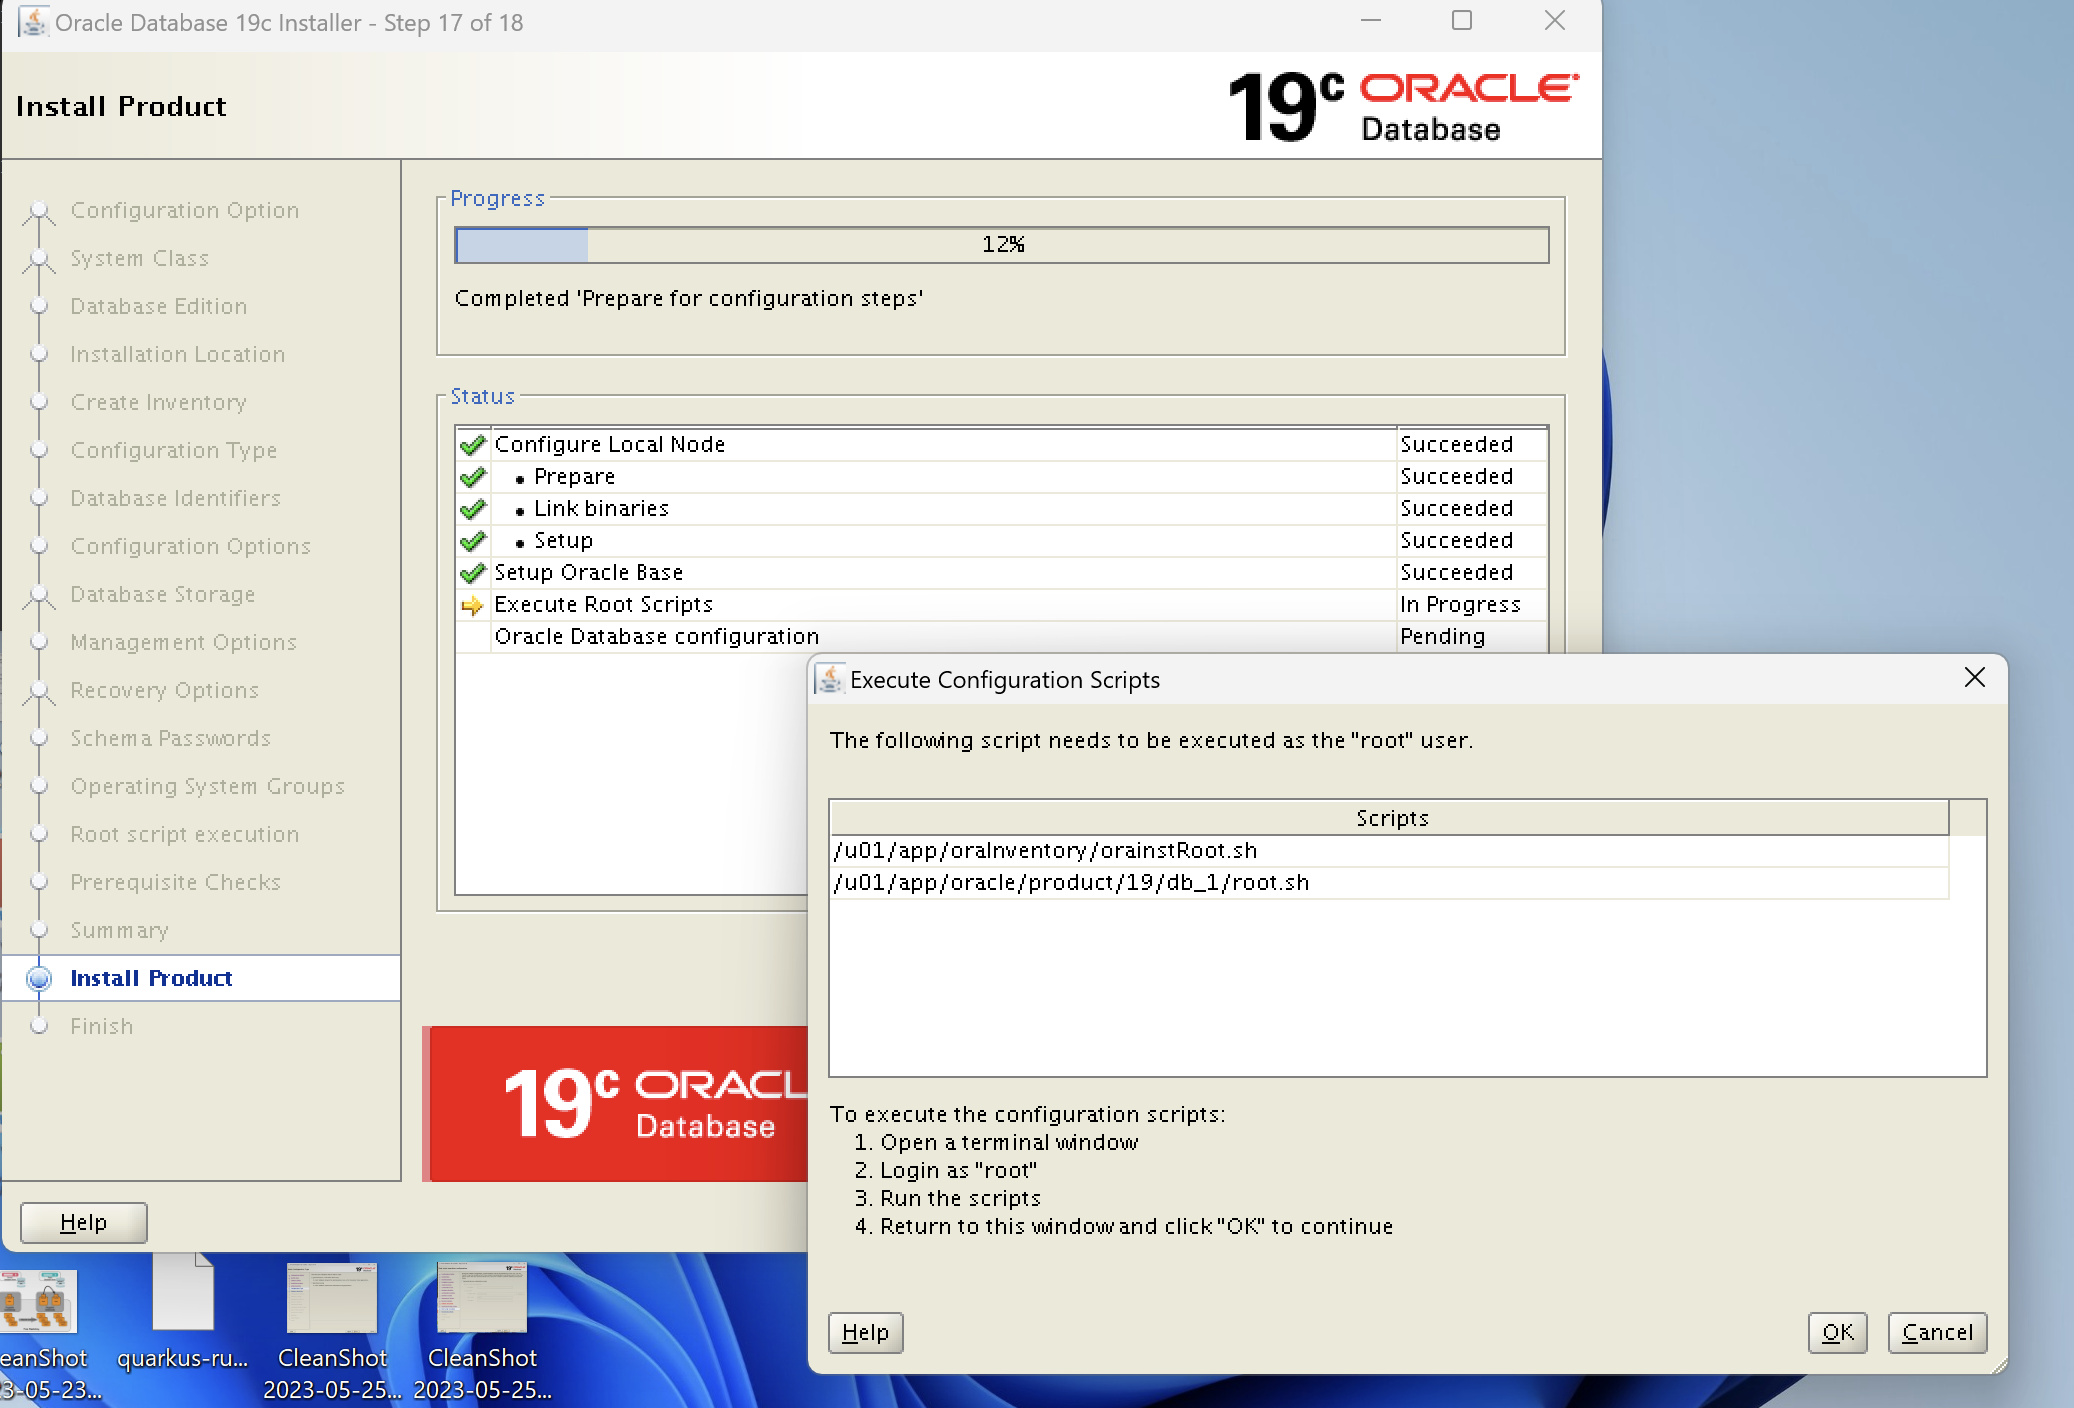 Oracle Database 19c Installer - Step 17 of 18
Install Product
19c ORACLE
Database
Configuration Option
System Class
Database Edition
Installation Location
Create Inventory
Configuration Type
Database Identifiers
Configuration Options
Database Storage
Management Options
Recovery Options
Schema Passwords
Operating System Groups
Root script execution
Prerequisite Checks
Summary
Install Product
Finish
Help
Progress
12%
Completed 'Prepare for configuration steps'
Status
Configure Local Node Succeeded
• Prepare Succeeded
• Link binaries Succeeded
• Setup Succeeded
Setup Oracle Base Succeeded
Execute Root Scripts In Progress
Oracle Database configuration Pending
19c ORACL
Database
Execute Configuration Scripts
The following script needs to be executed as the "root" user.
Scripts
/u01/app/oraInventory/orainstRoot.sh
/u01/app/oracle/product/19/db_1/root.sh
To execute the configuration scripts:
1. Open a terminal window
2. Login as "root"
3. Run the scripts
4. Return to this window and click "OK" to continue
Help
OK
Cancel
eanShot
3-05-23...
quarkus-ru...
CleanShot
2023-05-25...
CleanShot
2023-05-25...